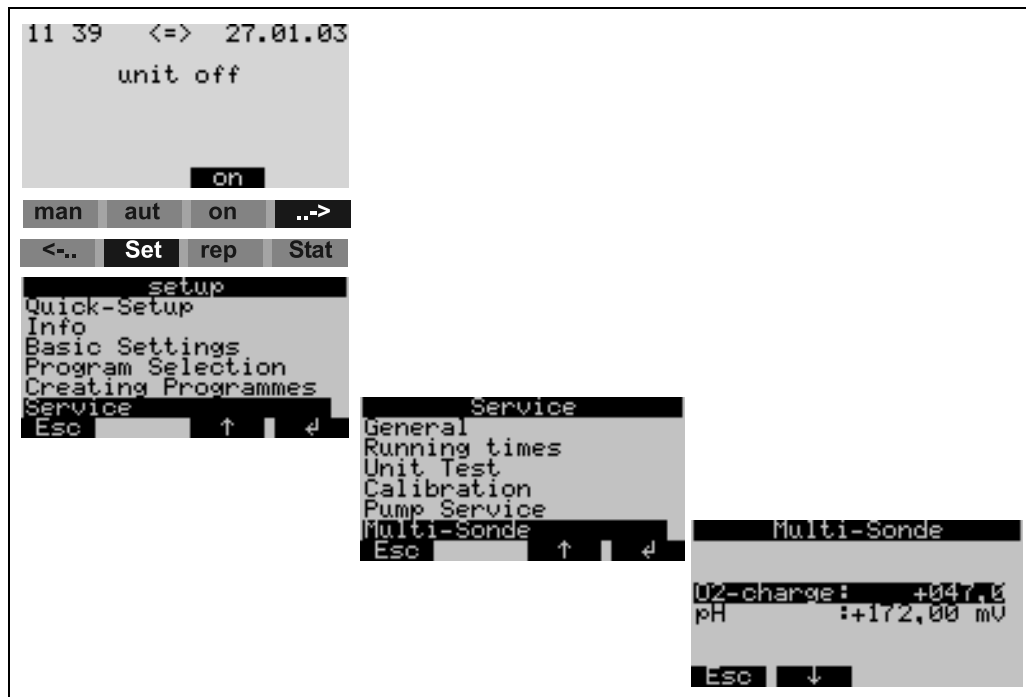 11 39 <=> 27.01.03
unit off
on
man aut on ..->
<-.. Set rep Stat
setup
Quick-Setup
Info
Basic Settings
Program Selection
Creating Programmes
Service
Esc ↑ ↲
Service
General
Running times
Unit Test
Calibration
Pump Service
Multi-Sonde
Esc ↑ ↲
Multi-Sonde
O2-charge: +047,0
pH :+172,00 mV
Esc ↓